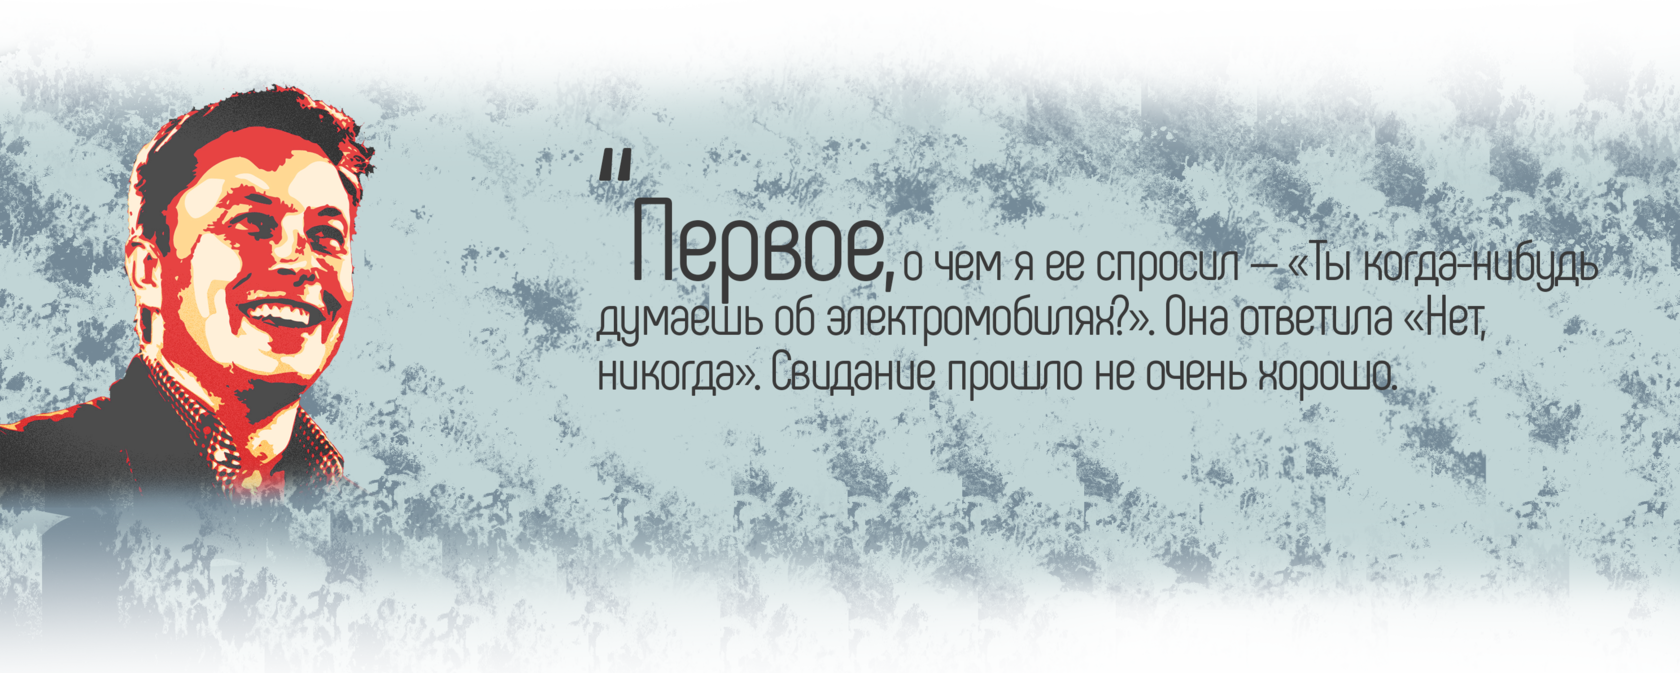 "
Первое, о чем я ее спросил – «Ты когда-нибудь
думаешь об электромобилях?». Она ответила «Нет,
никогда». Свидание прошло не очень хорошо.